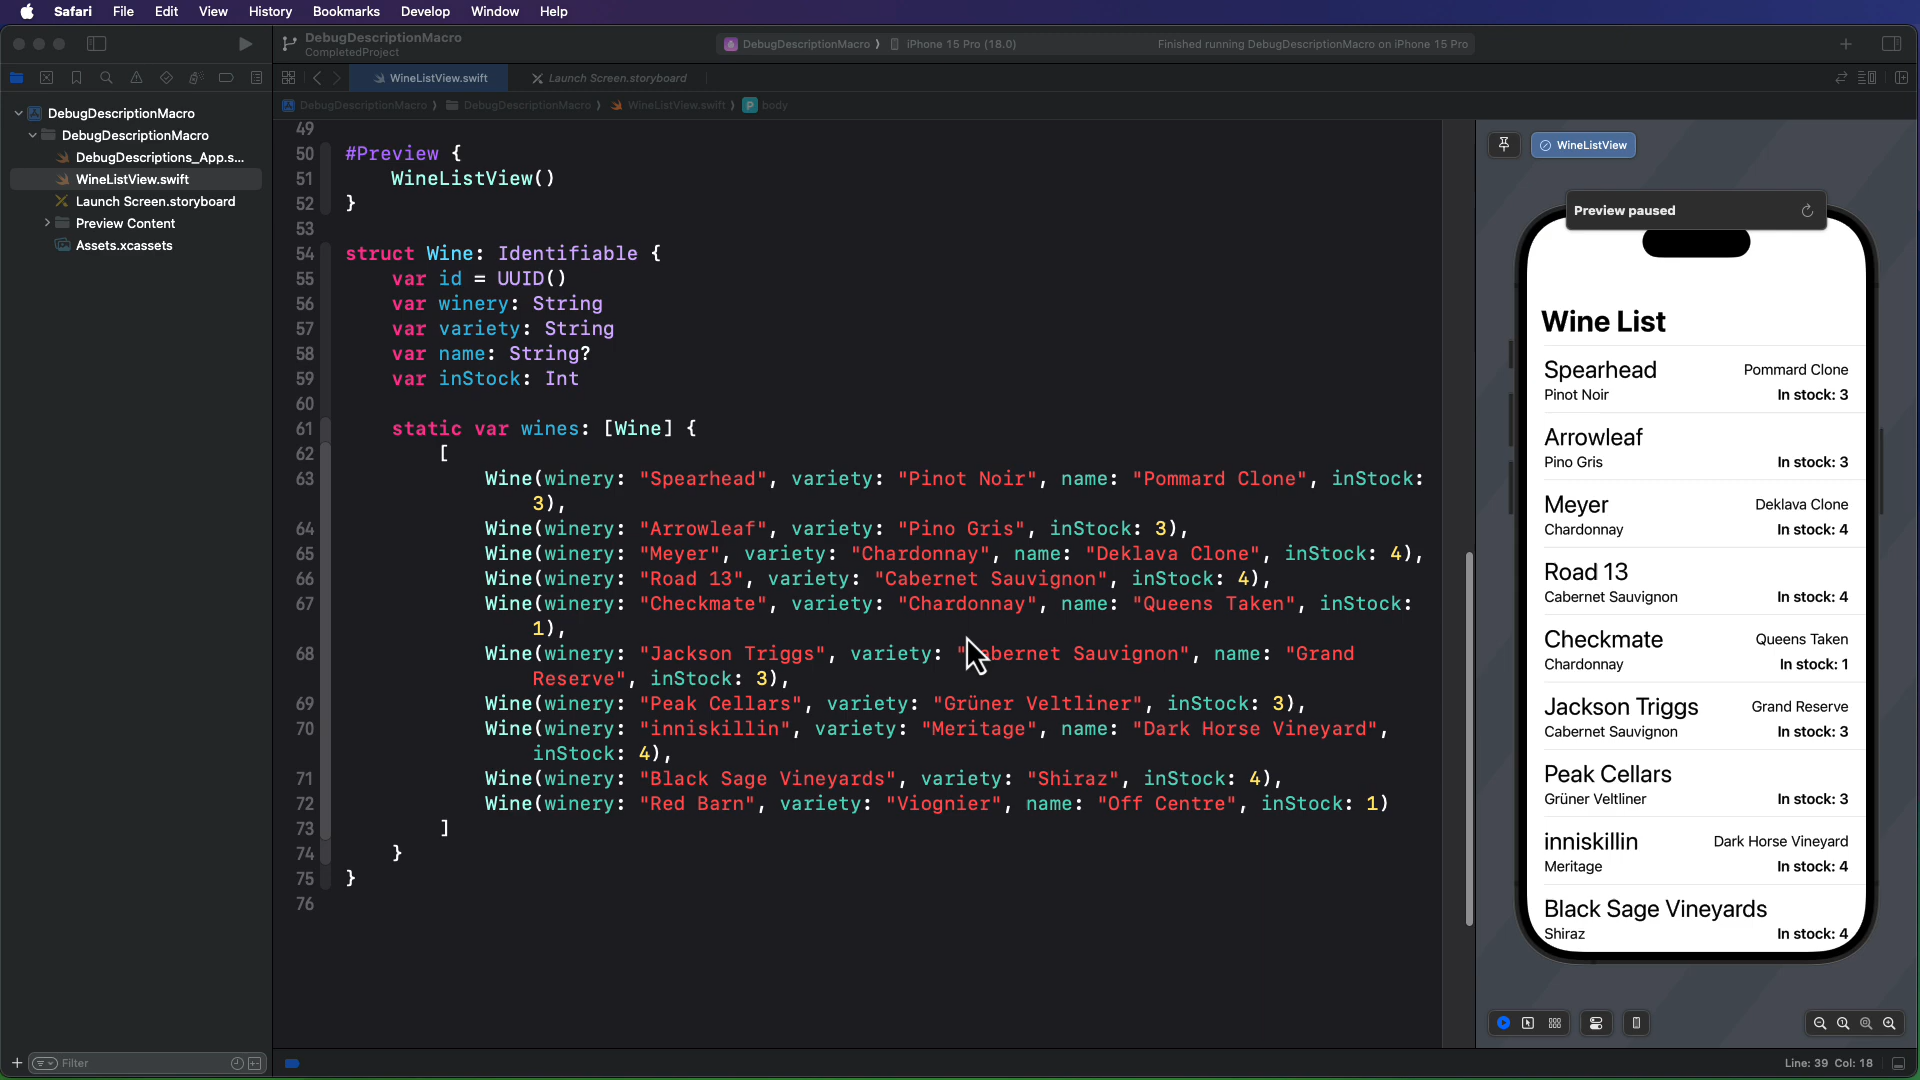 Safari File Edit View History Bookmarks Develop Window Help
DebugDescriptionMacro
CompletedProject
DebugDescriptionMacro ⟩ iPhone 15 Pro (18.0)
Finished running DebugDescriptionMacro on iPhone 15 Pro
WineListView.swift
Launch Screen.storyboard
DebugDescriptionMacro ⟩ DebugDescriptionMacro ⟩ WineListView.swift ⟩ P body
DebugDescriptionMacro
DebugDescriptionMacro
DebugDescriptions_App.s...
WineListView.swift
Launch Screen.storyboard
Preview Content
Assets.xcassets
Filter
49
50 #Preview {
51 WineListView()
52 }
53
54 struct Wine: Identifiable {
55 var id = UUID()
56 var winery: String
57 var variety: String
58 var name: String?
59 var inStock: Int
60
61 static var wines: [Wine] {
62 [
63 Wine(winery: "Spearhead", variety: "Pinot Noir", name: "Pommard Clone", inStock:
3),
64 Wine(winery: "Arrowleaf", variety: "Pino Gris", inStock: 3),
65 Wine(winery: "Meyer", variety: "Chardonnay", name: "Deklava Clone", inStock: 4),
66 Wine(winery: "Road 13", variety: "Cabernet Sauvignon", inStock: 4),
67 Wine(winery: "Checkmate", variety: "Chardonnay", name: "Queens Taken", inStock:
1),
68 Wine(winery: "Jackson Triggs", variety: "Cabernet Sauvignon", name: "Grand
Reserve", inStock: 3),
69 Wine(winery: "Peak Cellars", variety: "Grüner Veltliner", inStock: 3),
70 Wine(winery: "inniskillin", variety: "Meritage", name: "Dark Horse Vineyard",
inStock: 4),
71 Wine(winery: "Black Sage Vineyards", variety: "Shiraz", inStock: 4),
72 Wine(winery: "Red Barn", variety: "Viognier", name: "Off Centre", inStock: 1)
73 ]
74 }
75 }
76
WineListView
Preview paused
Wine List
Spearhead Pommard Clone
Pinot Noir In stock: 3
Arrowleaf
Pino Gris In stock: 3
Meyer Deklava Clone
Chardonnay In stock: 4
Road 13
Cabernet Sauvignon In stock: 4
Checkmate Queens Taken
Chardonnay In stock: 1
Jackson Triggs Grand Reserve
Cabernet Sauvignon In stock: 3
Peak Cellars
Grüner Veltliner In stock: 3
inniskillin Dark Horse Vineyard
Meritage In stock: 4
Black Sage Vineyards
Shiraz In stock: 4
Line: 39 Col: 18